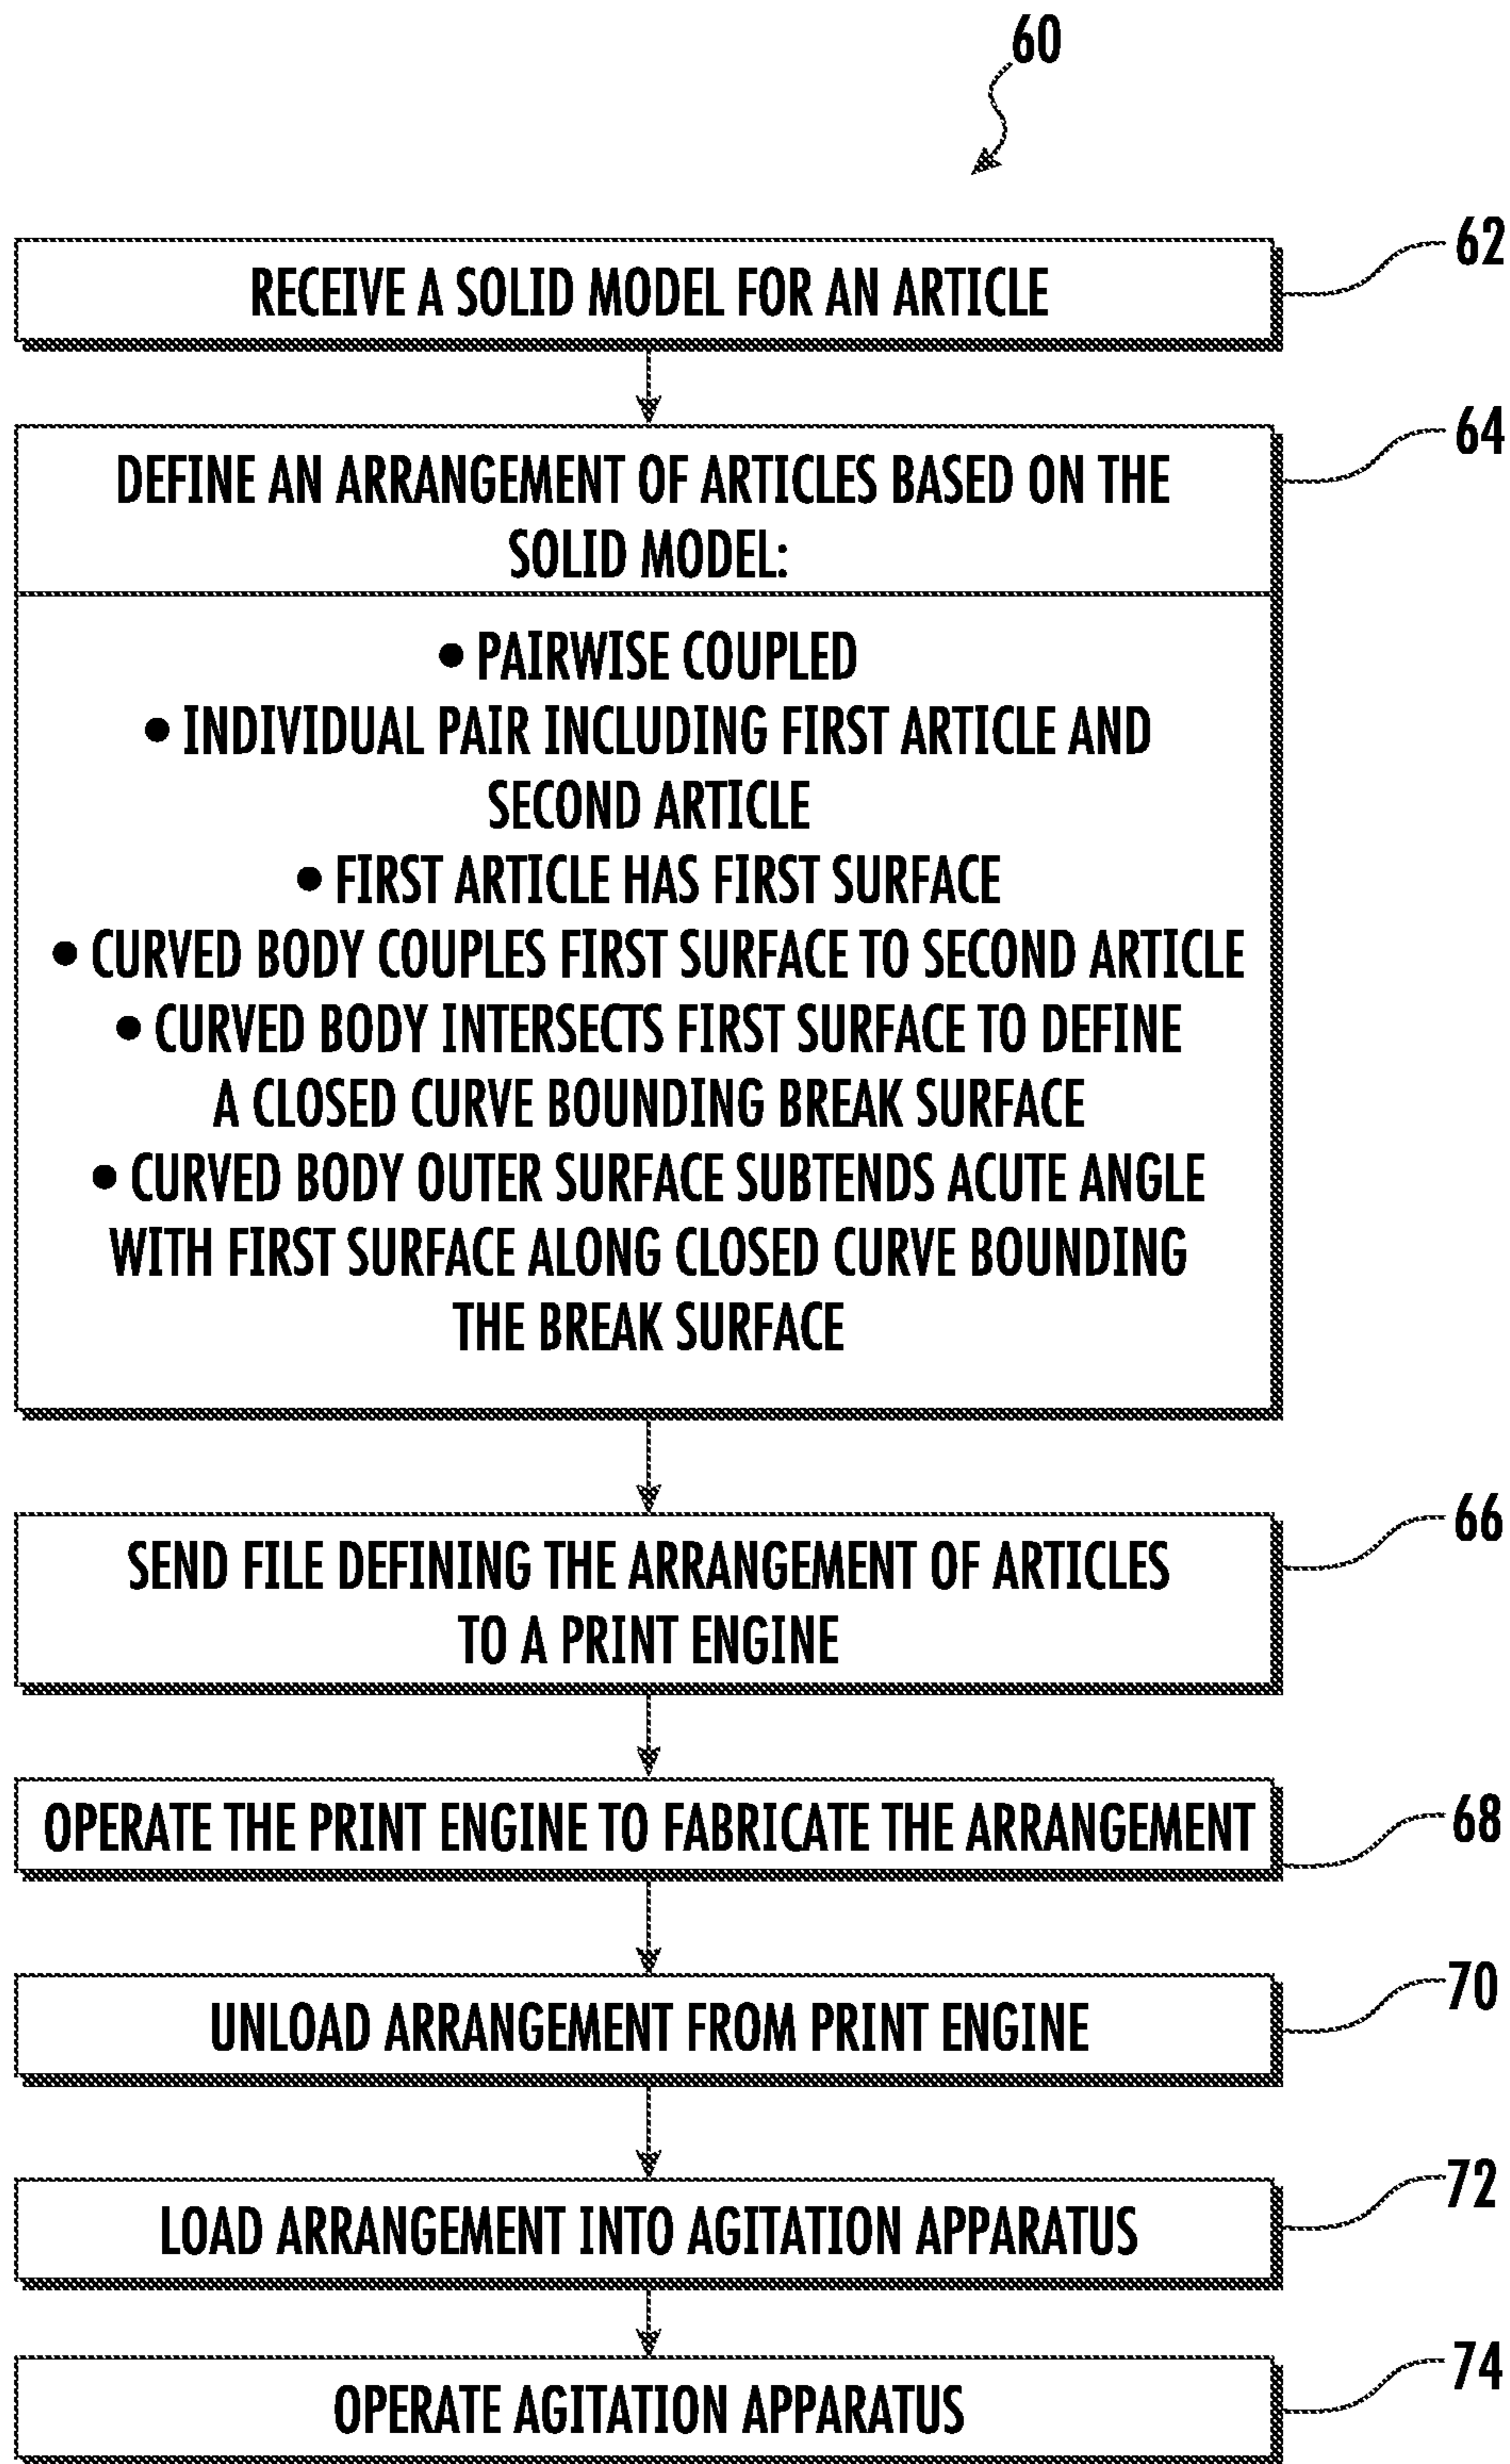 60
RECEIVE A SOLID MODEL FOR AN ARTICLE
62
DEFINE AN ARRANGEMENT OF ARTICLES BASED ON THE
SOLID MODEL:
64
• PAIRWISE COUPLED
• INDIVIDUAL PAIR INCLUDING FIRST ARTICLE AND
SECOND ARTICLE
• FIRST ARTICLE HAS FIRST SURFACE
• CURVED BODY COUPLES FIRST SURFACE TO SECOND ARTICLE
• CURVED BODY INTERSECTS FIRST SURFACE TO DEFINE
A CLOSED CURVE BOUNDING BREAK SURFACE
• CURVED BODY OUTER SURFACE SUBTENDS ACUTE ANGLE
WITH FIRST SURFACE ALONG CLOSED CURVE BOUNDING
THE BREAK SURFACE
SEND FILE DEFINING THE ARRANGEMENT OF ARTICLES
TO A PRINT ENGINE
66
OPERATE THE PRINT ENGINE TO FABRICATE THE ARRANGEMENT
68
UNLOAD ARRANGEMENT FROM PRINT ENGINE
70
LOAD ARRANGEMENT INTO AGITATION APPARATUS
72
OPERATE AGITATION APPARATUS
74